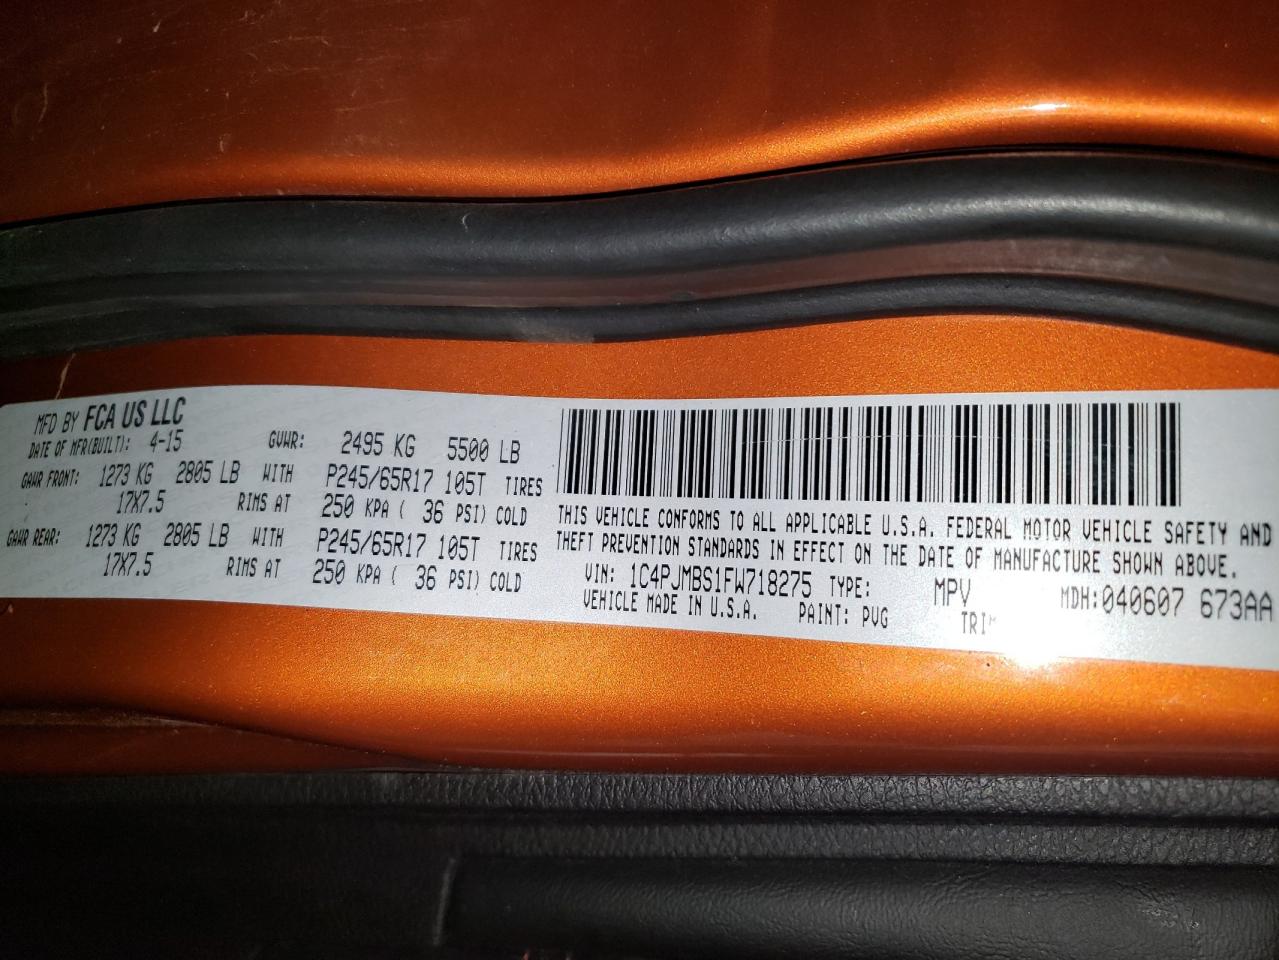 MFD BY FCA US LLC
DATE OF MFR(BUILT): 4-15 GVWR: 2495 KG 5500 LB
GAWR FRONT: 1273 KG 2805 LB WITH P245/65R17 105T TIRES
17X7.5 RIMS AT 250 KPA ( 36 PSI) COLD
GAWR REAR: 1273 KG 2805 LB WITH P245/65R17 105T TIRES
17X7.5 RIMS AT 250 KPA ( 36 PSI) COLD
THIS VEHICLE CONFORMS TO ALL APPLICABLE U.S.A. FEDERAL MOTOR VEHICLE SAFETY AND
THEFT PREVENTION STANDARDS IN EFFECT ON THE DATE OF MANUFACTURE SHOWN ABOVE.
VIN: 1C4PJMBS1FW718275 TYPE: MPV MDH:040607 673AA
VEHICLE MADE IN U.S.A. PAINT: PVG